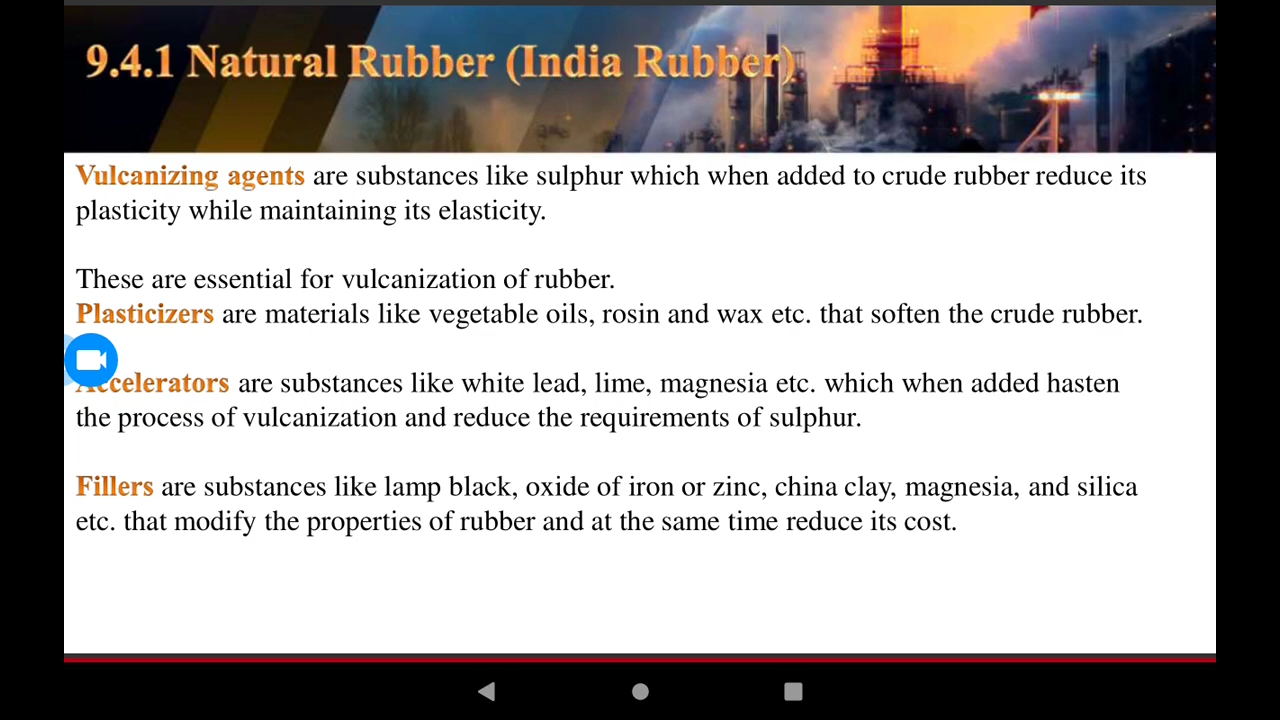 9.4.1 Natural Rubber (India Rubber)
Vulcanizing agents are substances like sulphur which when added to crude rubber reduce its
plasticity while maintaining its elasticity.
These are essential for vulcanization of rubber.
Plasticizers are materials like vegetable oils, rosin and wax etc. that soften the crude rubber.
Accelerators are substances like white lead, lime, magnesia etc. which when added hasten
the process of vulcanization and reduce the requirements of sulphur.
Fillers are substances like lamp black, oxide of iron or zinc, china clay, magnesia, and silica
etc. that modify the properties of rubber and at the same time reduce its cost.